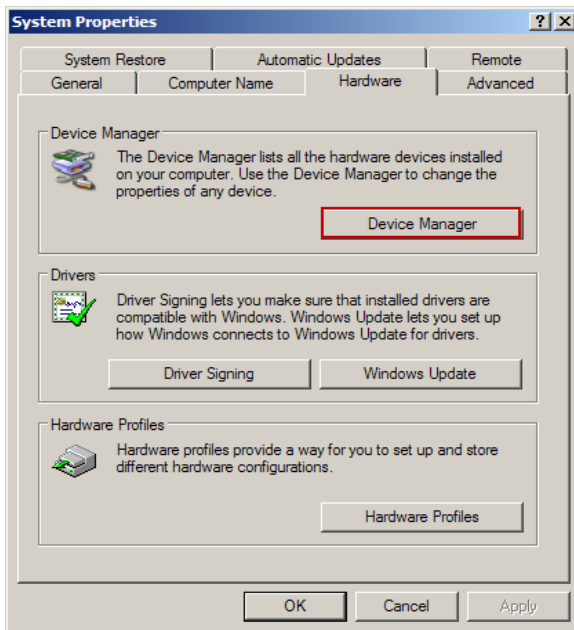 System Properties
System Restore
Automatic Updates
Remote
General
Computer Name
Hardware
Advanced
Device Manager
The Device Manager lists all the hardware devices installed
on your computer. Use the Device Manager to change the
properties of any device.
Device Manager
Drivers
Driver Signing lets you make sure that installed drivers are
compatible with Windows. Windows Update lets you set up
how Windows connects to Windows Update for drivers.
Driver Signing
Windows Update
Hardware Profiles
Hardware profiles provide a way for you to set up and store
different hardware configurations.
Hardware Profiles
OK
Cancel
Apply